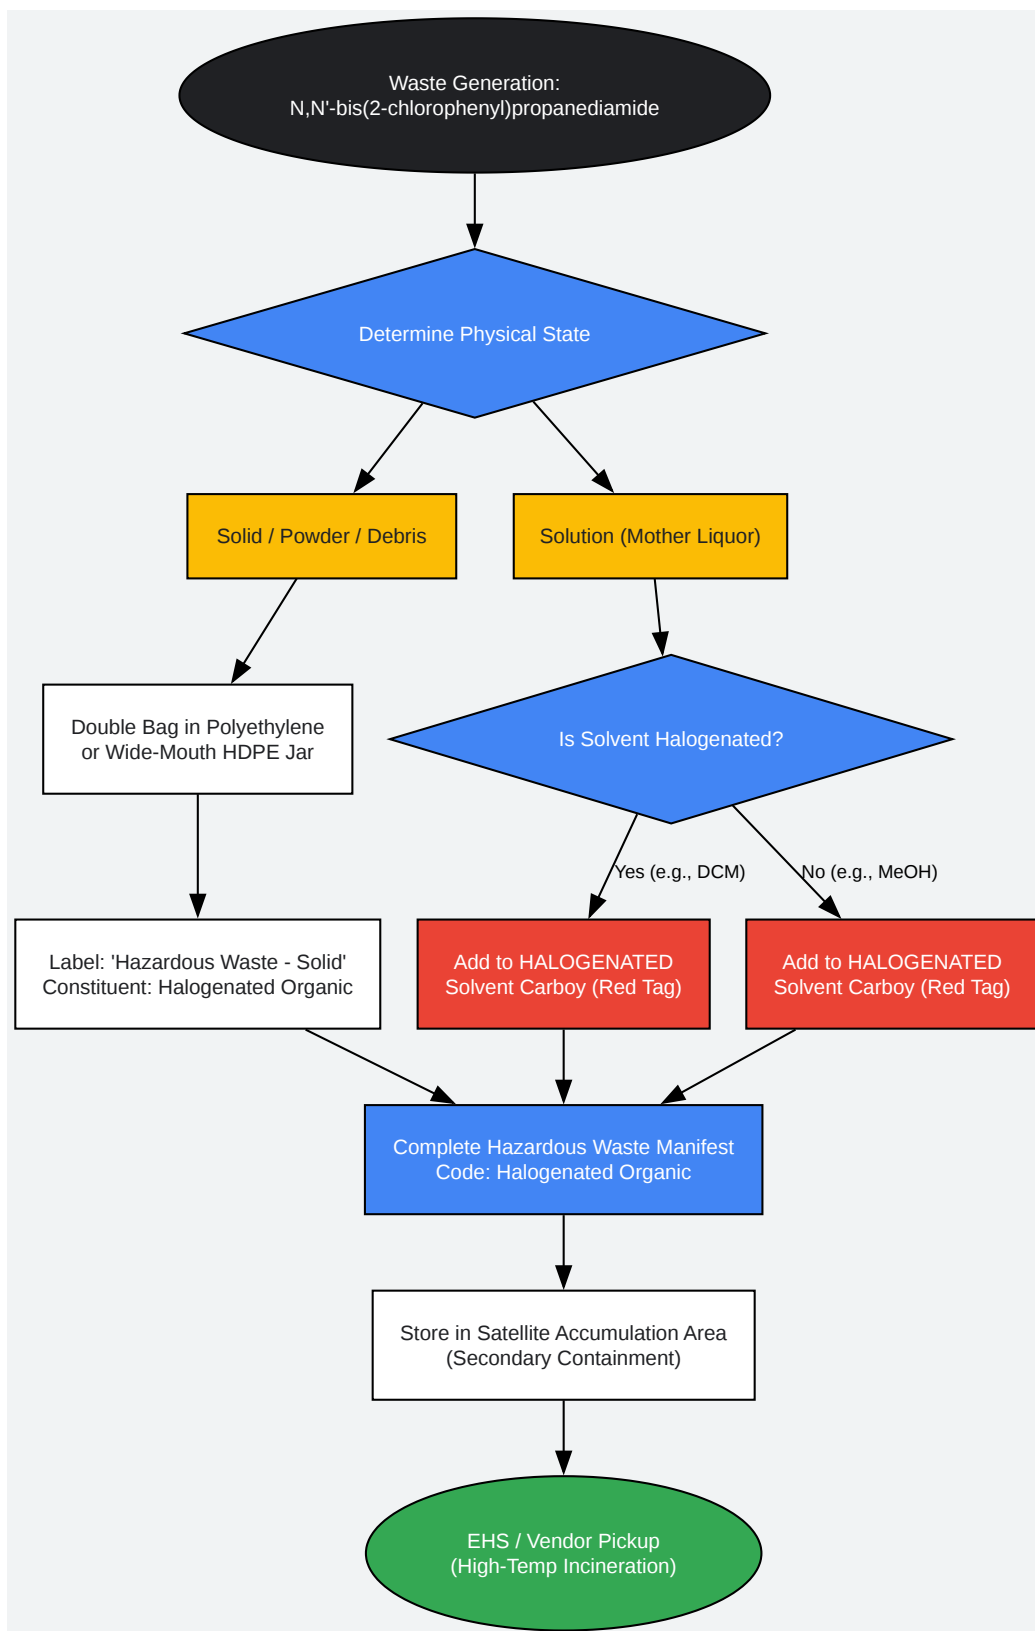 Waste Generation:
N,N'-bis(2-chlorophenyl)propanediamide
Determine Physical State
Solid / Powder / Debris
Solution (Mother Liquor)
Double Bag in Polyethylene
or Wide-Mouth HDPE Jar
Is Solvent Halogenated?
Yes (e.g., DCM)
No (e.g., MeOH)
Label: 'Hazardous Waste - Solid'
Constituent: Halogenated Organic
Add to HALOGENATED
Solvent Carboy (Red Tag)
Add to HALOGENATED
Solvent Carboy (Red Tag)
Complete Hazardous Waste Manifest
Code: Halogenated Organic
Store in Satellite Accumulation Area
(Secondary Containment)
EHS / Vendor Pickup
(High-Temp Incineration)